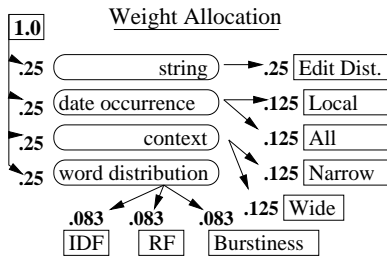 Weight Allocation
1.0
.25 string .25 Edit Dist.
.25 date occurrence .125 Local
.25 context .125 All
.25 word distribution .125 Narrow
.125 Wide
.083 .083 .083
IDF RF Burstiness